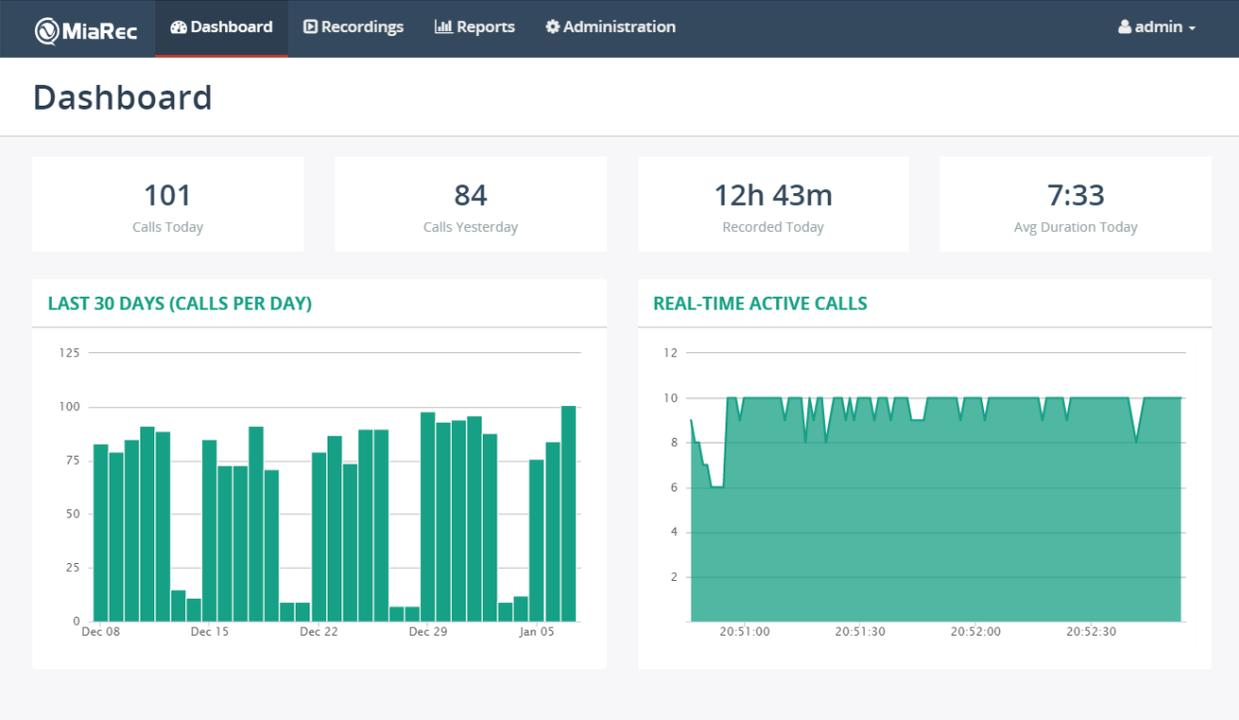 MiaRec Dashboard Recordings Reports Administration admin
Dashboard
101 84 12h 43m 7:33
Calls Today Calls Yesterday Recorded Today Avg Duration Today
LAST 30 DAYS (CALLS PER DAY)
125
100
75
50
25
0
Dec 08 Dec 15 Dec 22 Dec 29 Jan 05
REAL-TIME ACTIVE CALLS
12
10
8
6
4
2
20:51:00 20:51:30 20:52:00 20:52:30